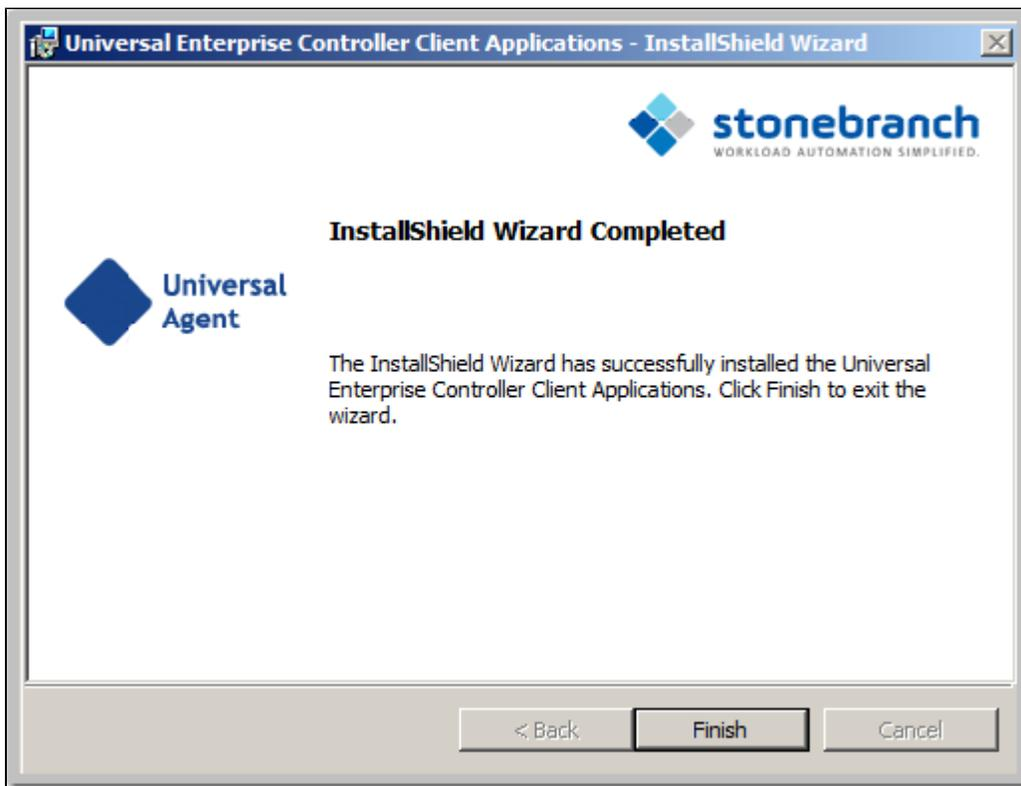 Universal Enterprise Controller Client Applications - InstallShield Wizard
stonebranch
WORKLOAD AUTOMATION SIMPLIFIED.
InstallShield Wizard Completed
Universal
Agent
The InstallShield Wizard has successfully installed the Universal
Enterprise Controller Client Applications. Click Finish to exit the
wizard.
< Back
Finish
Cancel